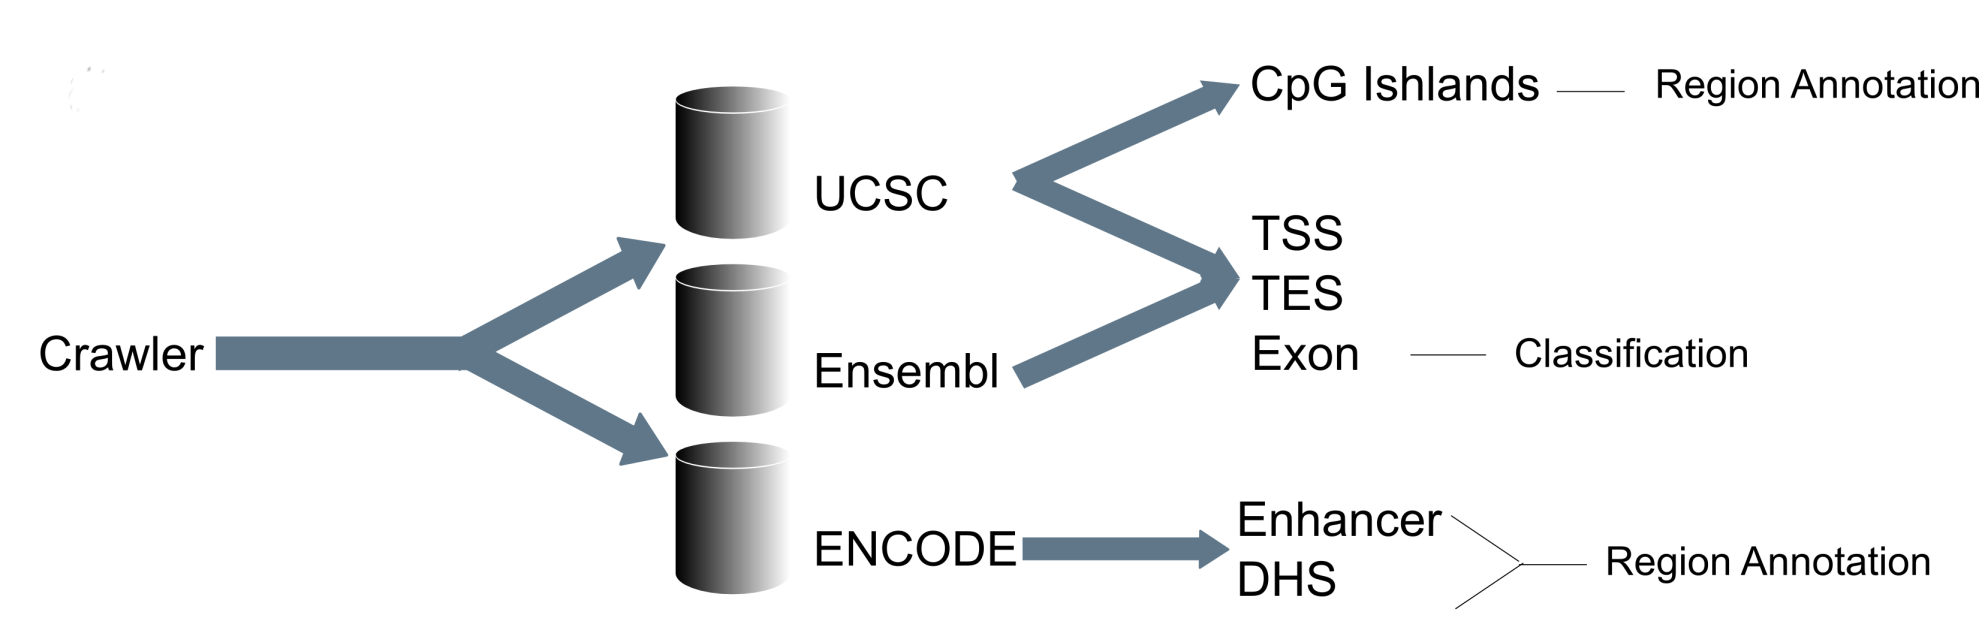 CpG Ishlands
Region Annotation
UCSC
TSS
TES
Crawler
Ensembl
Exon
Classification
ENCODE
Enhancer
DHS
Region Annotation